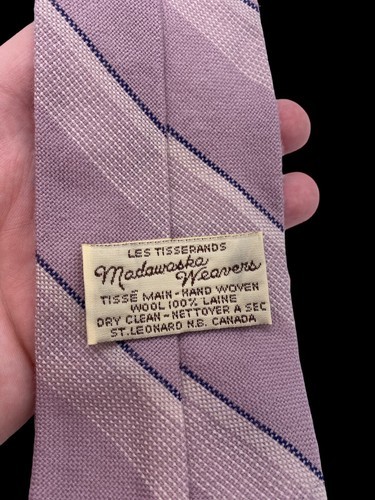 LES TISSERANDS
Madawaska
Weavers
TISSÉ MAIN - HAND WOVEN
WOOL 100% LAINE
DRY CLEAN - NETTOYER A SEC
ST. LEONARD N.B. CANADA